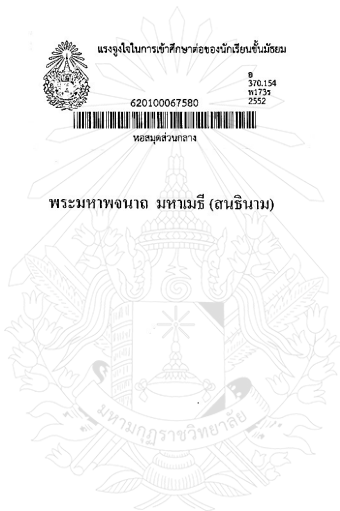 แรงจูงใจในการเข้าศึกษาต่อของนักเรียนชั้นมัธยม
อ
370.154
พ173ร
2552
620100067580
หอสมุดส่วนกลาง
พระมหาพจนาถ มหาเมธี (สนธินาม)
มหามกุฏราชวิทยาลัย